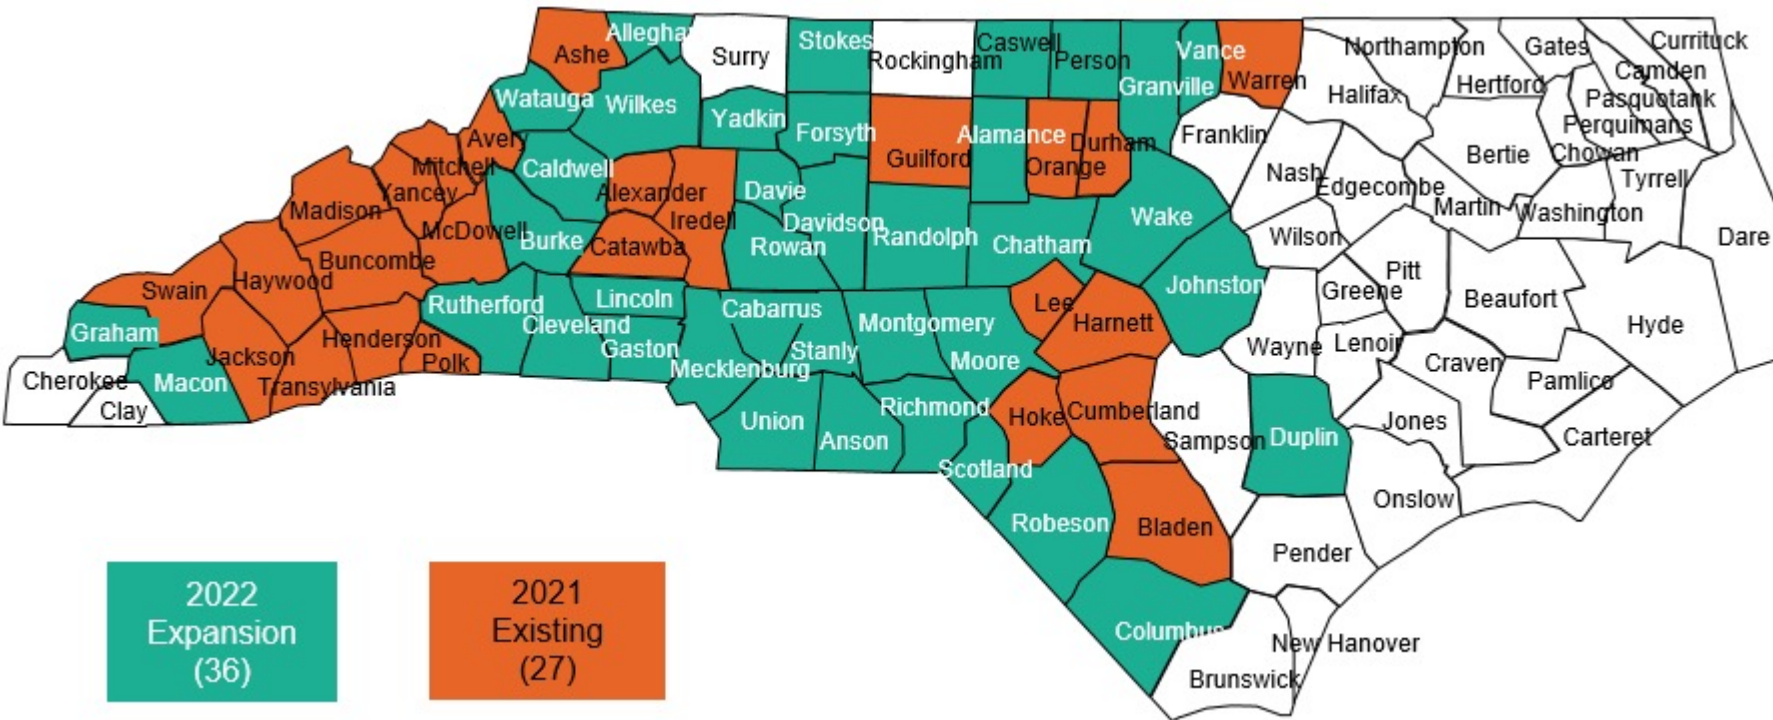 Ashe
Allegha
Surry
Stokes
Rockingham
Caswell
Person
Vance
Granville
Warren
Northampton
Gates
Currituck
Camden
Hertford
Halifax
Pasquotank
Perquimans
Watauga
Wilkes
Yadkin
Forsyth
Guilford
Alamance
Orange
Durham
Franklin
Avery
Mitchell
Caldwell
Yancey
Alexander
Iredell
Davie
Davidson
Nash
Edgecombe
Bertie
Chowan
Tyrrell
Martin
Washington
Madison
McDowell
Burke
Catawba
Rowan
Randolph
Chatham
Wake
Wilson
Dare
Buncombe
Haywood
Swain
Rutherford
Lincoln
Cabarrus
Montgomery
Lee
Harnett
Johnston
Greene
Pitt
Beaufort
Hyde
Graham
Jackson
Henderson
Polk
Cleveland
Gaston
Mecklenburg
Stanly
Moore
Wayne
Lenoir
Craven
Pamlico
Cherokee
Clay
Macon
Transylvania
Union
Anson
Richmond
Hoke
Cumberland
Sampson
Duplin
Jones
Carteret
Scotland
Robeson
Bladen
Onslow
Pender
Columbus
New Hanover
Brunswick
2022
Expansion
(36)
2021
Existing
(27)